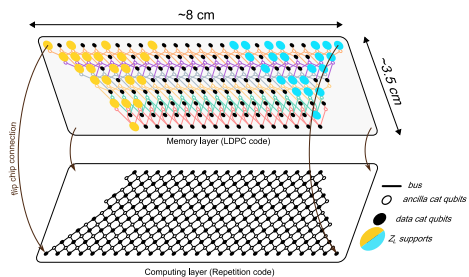 ~8 cm
~3.5 cm
Memory layer (LDPC code)
flip chip connection
bus
ancilla cat qubits
data cat qubits
Z_L supports
Computing layer (Repetition code)